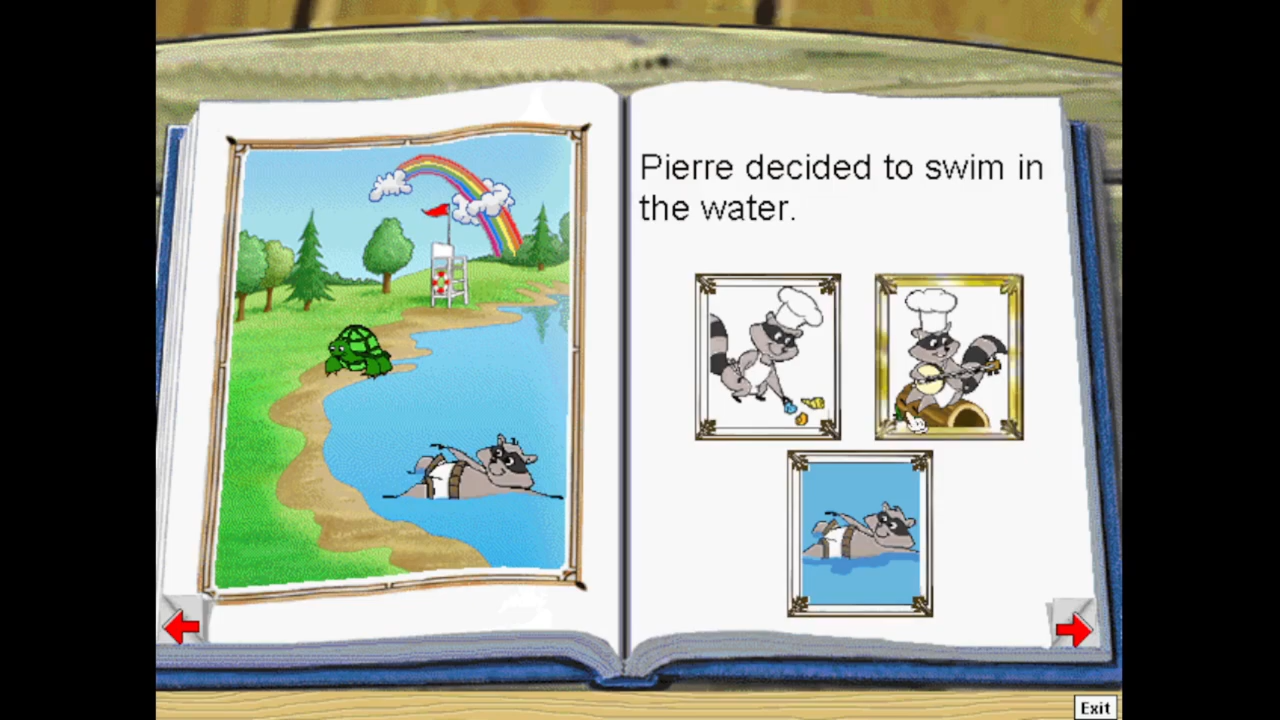 Pierre decided to swim in
the water.
Exit